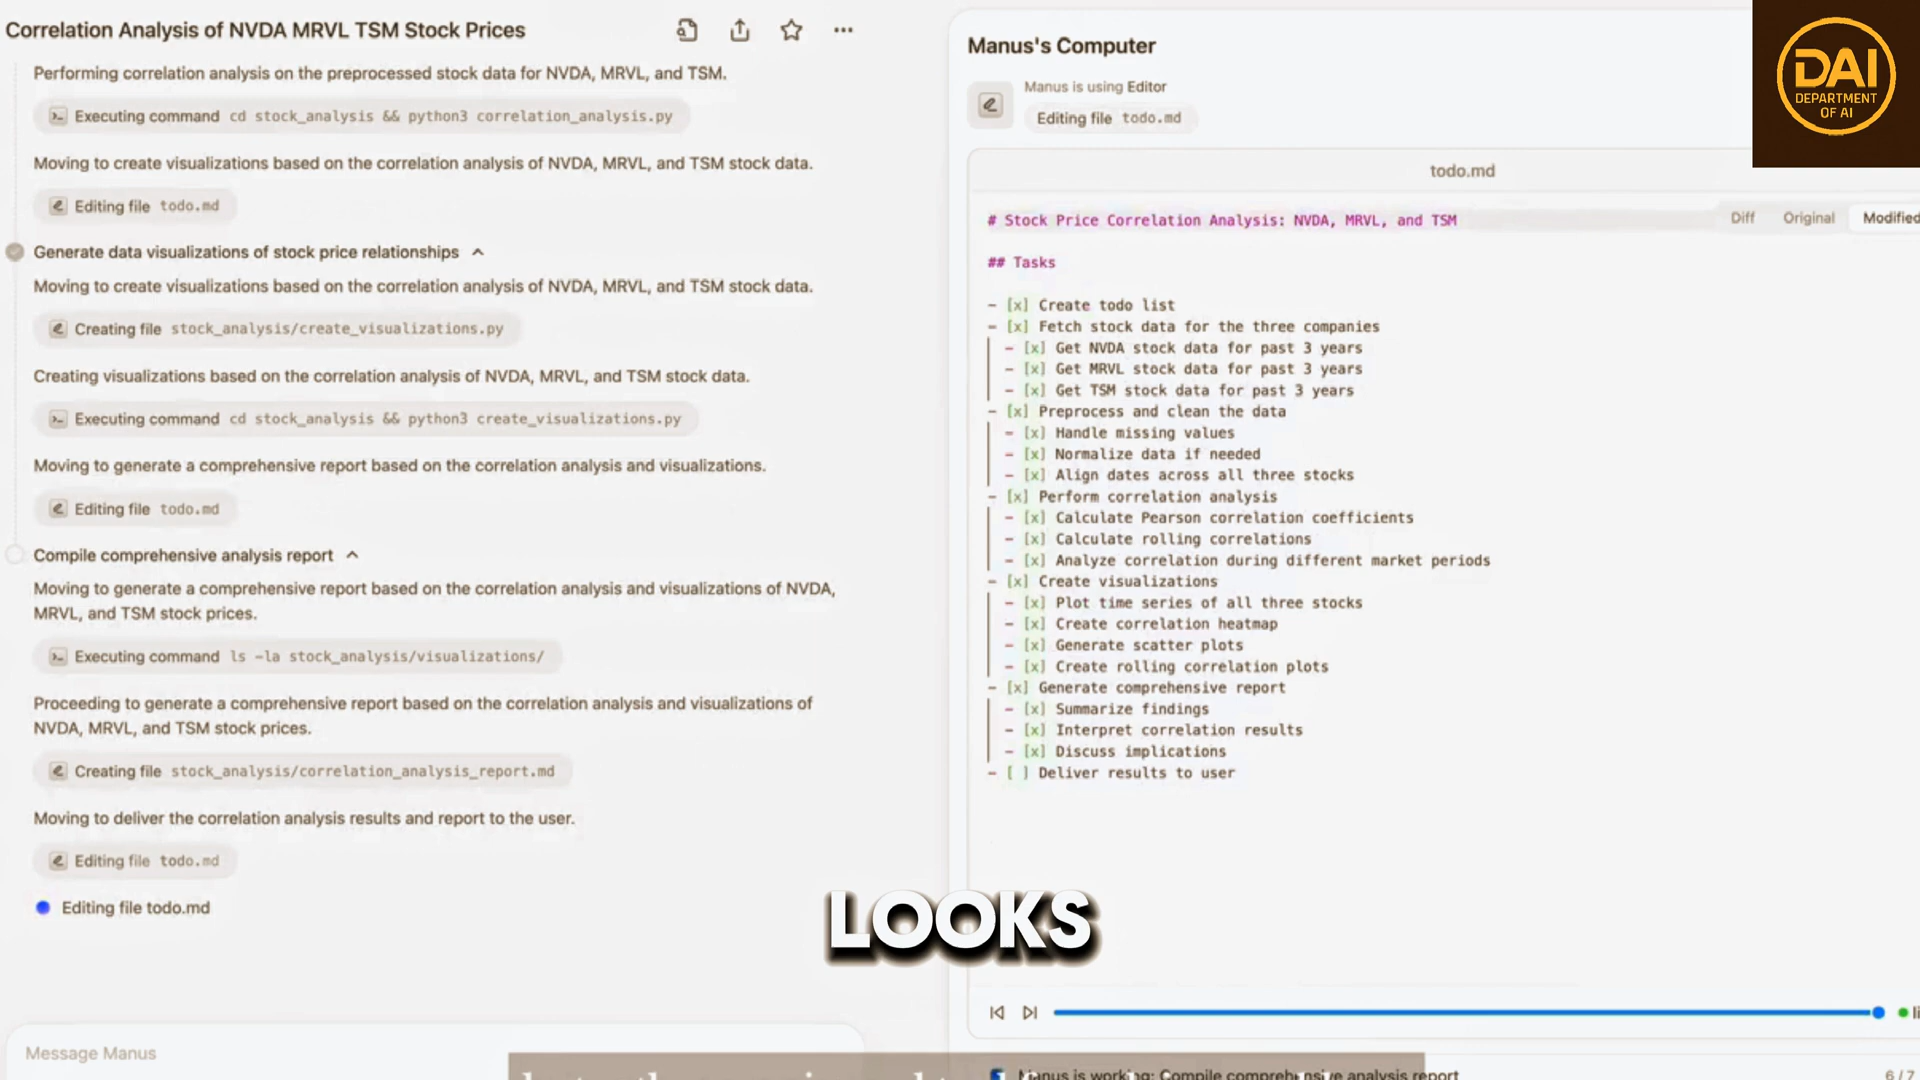 Correlation Analysis of NVDA MRVL TSM Stock Prices
Performing correlation analysis on the preprocessed stock data for NVDA, MRVL, and TSM.
Executing command cd stock_analysis && python3 correlation_analysis.py
Moving to create visualizations based on the correlation analysis of NVDA, MRVL, and TSM stock data.
Editing file todo.md
Generate data visualizations of stock price relationships
Moving to create visualizations based on the correlation analysis of NVDA, MRVL, and TSM stock data.
Creating file stock_analysis/create_visualizations.py
Creating visualizations based on the correlation analysis of NVDA, MRVL, and TSM stock data.
Executing command cd stock_analysis && python3 create_visualizations.py
Moving to generate a comprehensive report based on the correlation analysis and visualizations.
Editing file todo.md
Compile comprehensive analysis report
Moving to generate a comprehensive report based on the correlation analysis and visualizations of NVDA,
MRVL, and TSM stock prices.
Executing command ls -la stock_analysis/visualizations/
Proceeding to generate a comprehensive report based on the correlation analysis and visualizations of
NVDA, MRVL, and TSM stock prices.
Creating file stock_analysis/correlation_analysis_report.md
Moving to deliver the correlation analysis results and report to the user.
Editing file todo.md
Editing file todo.md
Message Manus
Manus's Computer
Manus is using Editor
Editing file todo.md
todo.md
Diff Original Modified
# Stock Price Correlation Analysis: NVDA, MRVL, and TSM
## Tasks
- [x] Create todo list
- [x] Fetch stock data for the three companies
- [x] Get NVDA stock data for past 3 years
- [x] Get MRVL stock data for past 3 years
- [x] Get TSM stock data for past 3 years
- [x] Preprocess and clean the data
- [x] Handle missing values
- [x] Normalize data if needed
- [x] Align dates across all three stocks
- [x] Perform correlation analysis
- [x] Calculate Pearson correlation coefficients
- [x] Calculate rolling correlations
- [x] Analyze correlation during different market periods
- [x] Create visualizations
- [x] Plot time series of all three stocks
- [x] Create correlation heatmap
- [x] Generate scatter plots
- [x] Create rolling correlation plots
- [x] Generate comprehensive report
- [x] Summarize findings
- [x] Interpret correlation results
- [x] Discuss implications
- [ ] Deliver results to user
LOOKS
Manus is working: Compile comprehensive analysis report
6 / 7
DAI
DEPARTMENT
OF AI